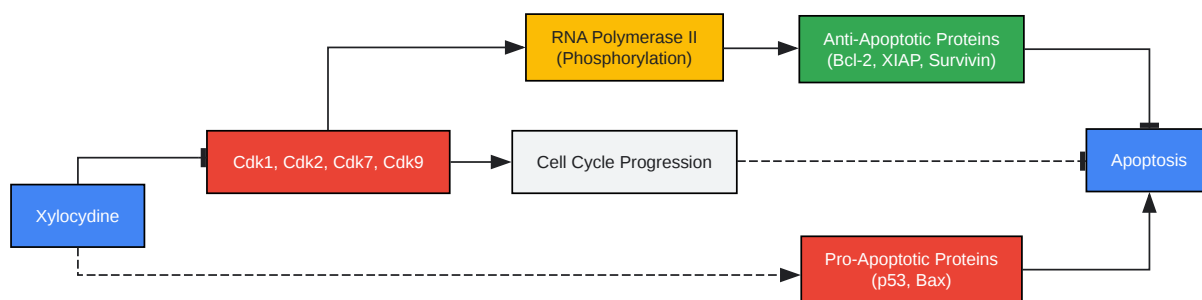 RNA Polymerase II
(Phosphorylation)
Anti-Apoptotic Proteins
(Bcl-2, XIAP, Survivin)
Cdk1, Cdk2, Cdk7, Cdk9
Cell Cycle Progression
Apoptosis
Xylocydine
Pro-Apoptotic Proteins
(p53, Bax)